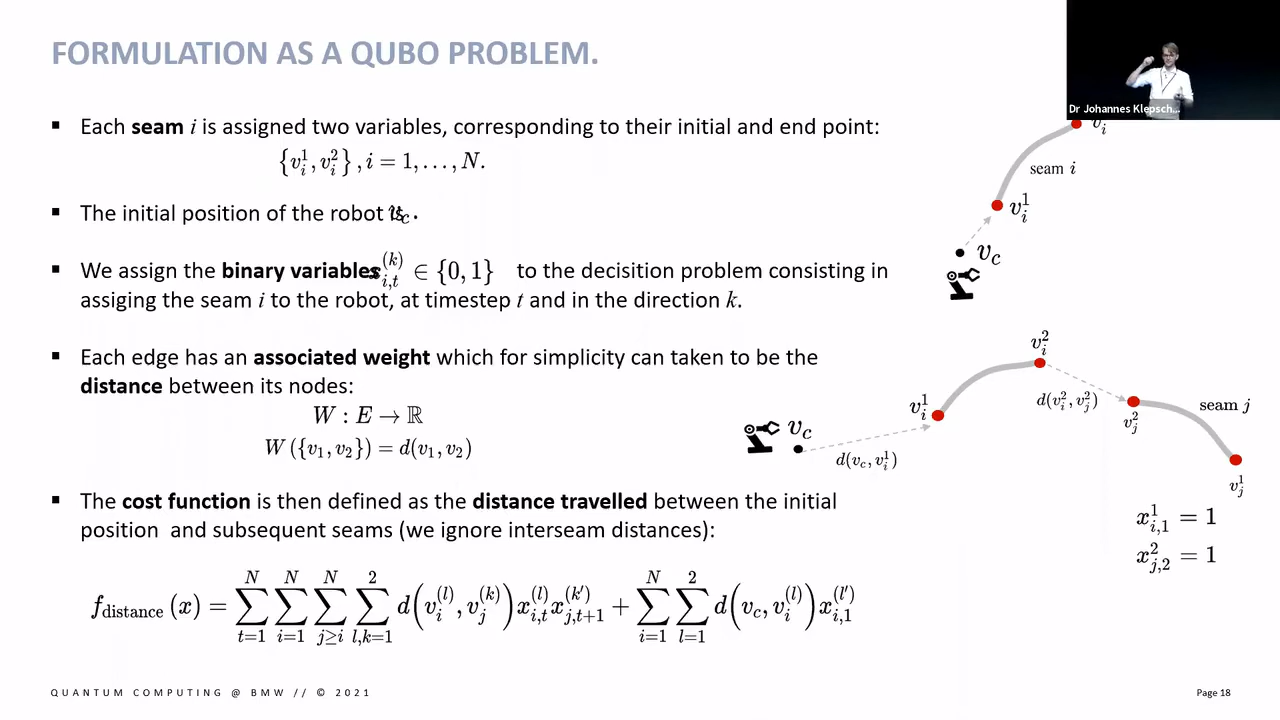 FORMULATION AS A QUBO PROBLEM.
Dr Johannes Klepsch...
▪ Each seam i is assigned two variables, corresponding to their initial and end point:
{v_i^1, v_i^2}, i = 1, . . . , N.
▪ The initial position of the robot is v_c.
▪ We assign the binary variables x_{i,t}^{(k)} ∈ {0, 1} to the decisition problem consisting in
assiging the seam i to the robot, at timestep t and in the direction k.
▪ Each edge has an associated weight which for simplicity can taken to be the
distance between its nodes:
W : E → ℝ
W({v_1, v_2}) = d(v_1, v_2)
▪ The cost function is then defined as the distance travelled between the initial
position and subsequent seams (we ignore interseam distances):
f_distance(x) = ∑_{t=1}^{N} ∑_{i=1}^{N} ∑_{j≥i}^{N} ∑_{l,k=1}^{2} d(v_i^{(l)}, v_j^{(k)}) x_{i,t}^{(l)} x_{j,t+1}^{(k')} + ∑_{i=1}^{N} ∑_{l=1}^{2} d(v_c, v_i^{(l)}) x_{i,1}^{(l')}
v_i
seam i
v_i^1
v_c
v_i^2
v_i^1
d(v_i^2, v_j^2)
seam j
v_j^2
v_c
d(v_c, v_i^1)
v_j^1
x_{i,1}^1 = 1
x_{j,2}^2 = 1
QUANTUM COMPUTING @ BMW // © 2021
Page 18